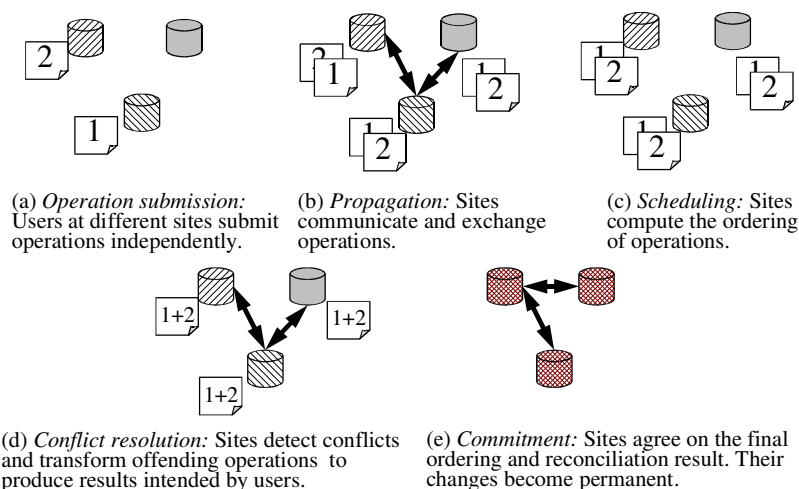 2
1
2
1
1
2
1
2
1
2
1
2
1
2
(a) Operation submission:
Users at different sites submit
operations independently.
(b) Propagation: Sites
communicate and exchange
operations.
(c) Scheduling: Sites
compute the ordering
of operations.
1+2
1+2
1+2
(d) Conflict resolution: Sites detect conflicts
and transform offending operations to
produce results intended by users.
(e) Commitment: Sites agree on the final
ordering and reconciliation result. Their
changes become permanent.